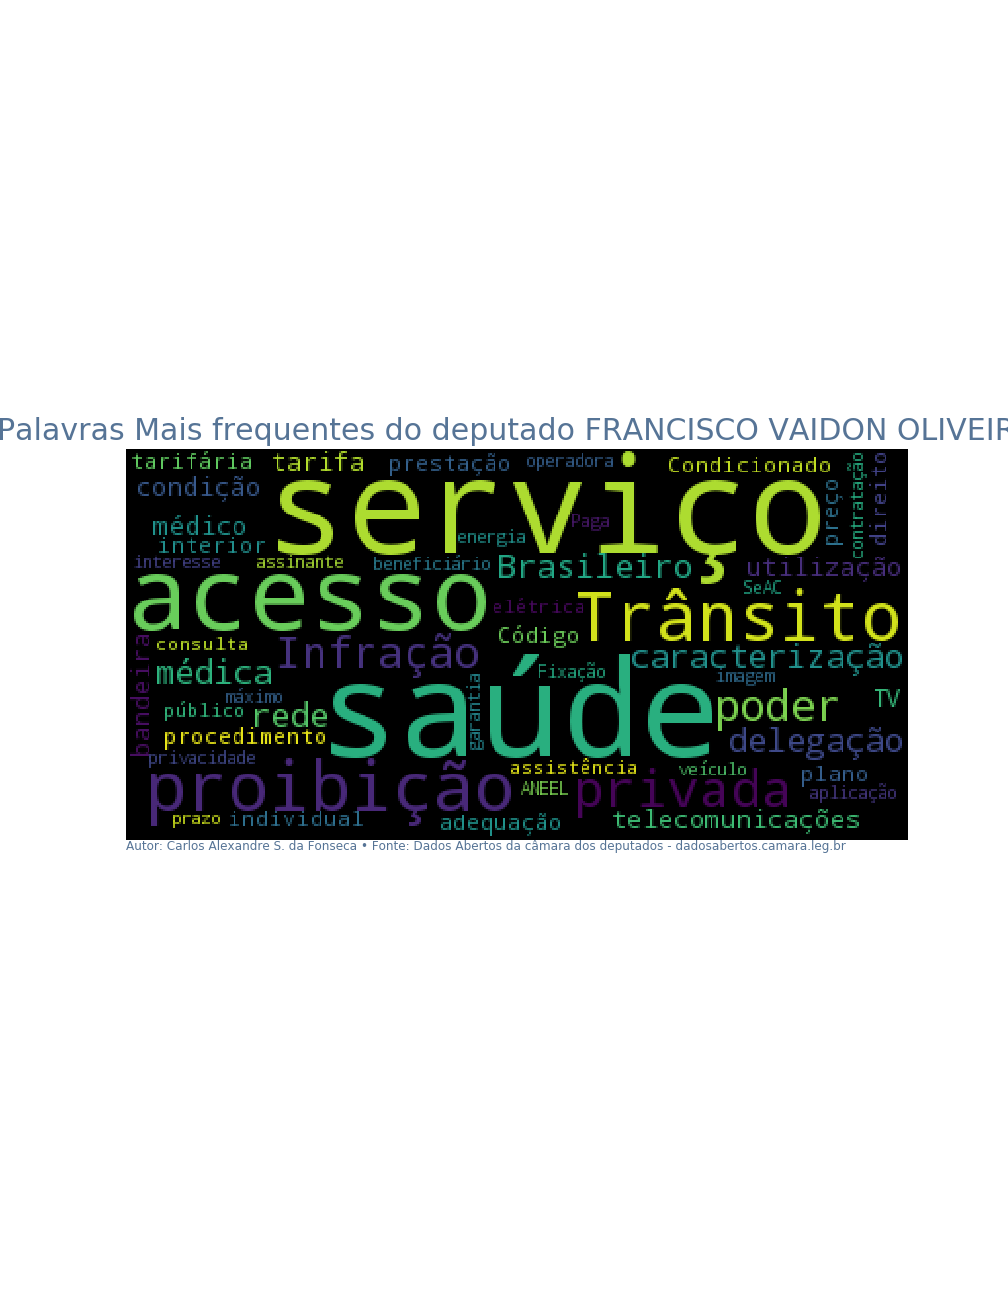 Palavras Mais frequentes do deputado FRANCISCO VAIDON OLIVEIR
tarifária tarifa prestação operadora Condicionado
condição serviço preço contratação direito
médico Paga
interior energia
interesse assinante beneficiário Brasileiro utilização
acesso elétrica Trânsito SeAC
bandeira consulta Infração Código caracterização
médica saúde Fixação imagem
máximo garantia poder TV
público rede
procedimento delegação
privacidade assistência veículo plano
proibição ANEEL privada aplicação
prazo individual adequação telecomunicações
Autor: Carlos Alexandre S. da Fonseca • Fonte: Dados Abertos da câmara dos deputados - dadosabertos.camara.leg.br